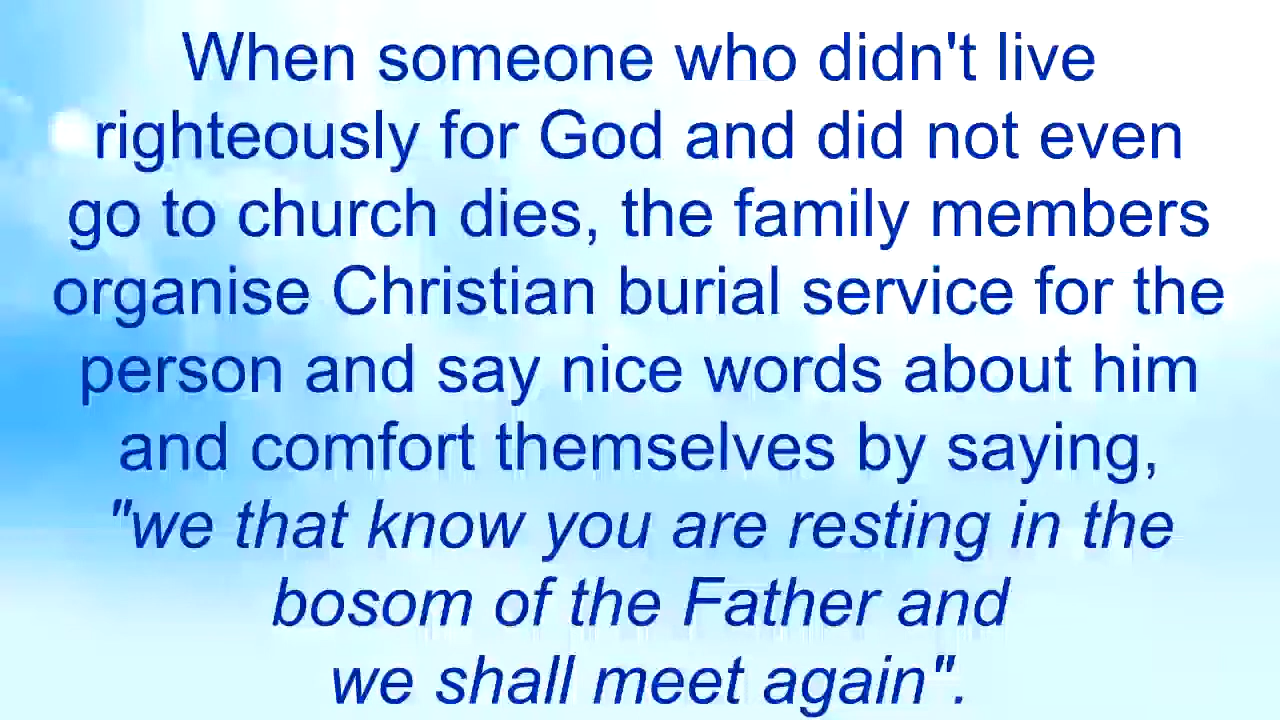 When someone who didn't live
righteously for God and did not even
go to church dies, the family members
organise Christian burial service for the
person and say nice words about him
and comfort themselves by saying,
"we that know you are resting in the
bosom of the Father and
we shall meet again".